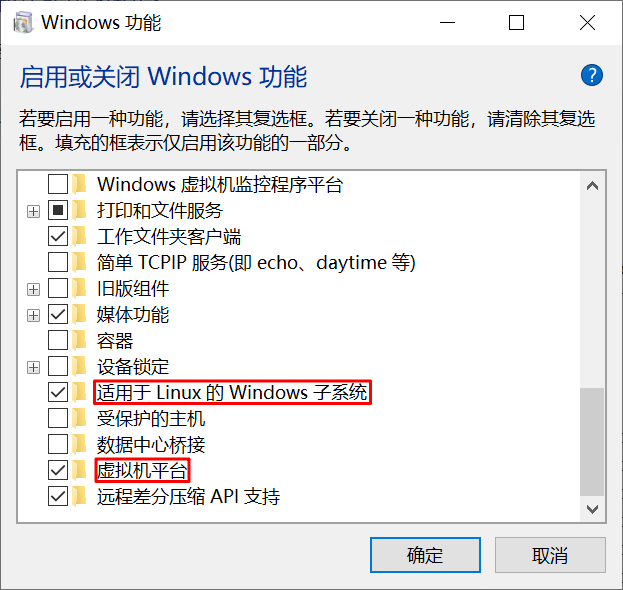 Windows 功能
启用或关闭 Windows 功能
?
若要启用一种功能，请选择其复选框。若要关闭一种功能，请清除其复选
框。填充的框表示仅启用该功能的一部分。
Windows 虚拟机监控程序平台
打印和文件服务
工作文件夹客户端
简单 TCPIP 服务(即 echo、daytime 等)
旧版组件
媒体功能
容器
设备锁定
适用于 Linux 的 Windows 子系统
受保护的主机
数据中心桥接
虚拟机平台
远程差分压缩 API 支持
确定
取消